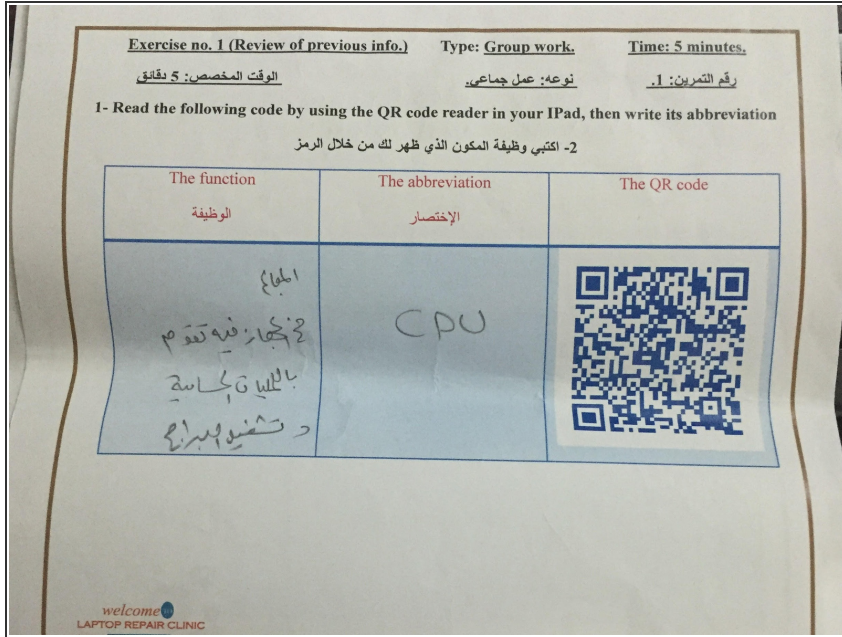 Exercise no. 1 (Review of previous info.) Type: Group work. Time: 5 minutes.
رقم التمرين: 1. نوعه: عمل جماعي. الوقت المخصص: 5 دقائق
1- Read the following code by using the QR code reader in your IPad, then write its abbreviation
2- اكتبي وظيفة المكون الذي ظهر لك من خلال الرمز
The function The abbreviation The QR code
الوظيفة الإختصار
المعالج
مخ الجهاز فيه تقوم
CPU
بالعمليات الحسابية
و تشغيل البرامج
welcome
LAPTOP REPAIR CLINIC